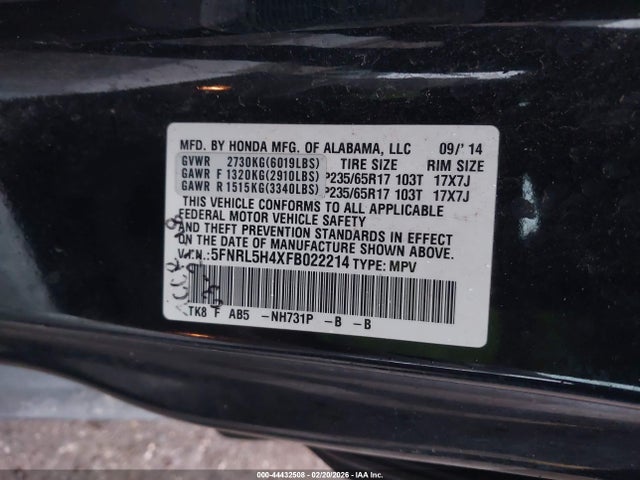 MFD. BY HONDA MFG. OF ALABAMA, LLC 09/'14
GVWR 2730KG(6019LBS) TIRE SIZE RIM SIZE
GAWR F 1320KG(2910LBS) P235/65R17 103T 17X7J
GAWR R 1515KG(3340LBS) P235/65R17 103T 17X7J
THIS VEHICLE CONFORMS TO ALL APPLICABLE
FEDERAL MOTOR VEHICLE SAFETY
AND THEFT PREVENTION STANDARDS IN EFFECT
ON THE DATE OF MANUFACTURE SHOWN ABOVE.
V.I.N.:5FNRL5H4XFB022214 TYPE: MPV
TK8 F AB5 -NH731P -B -B
000-44432508 - 02/20/2026 - IAA Inc.